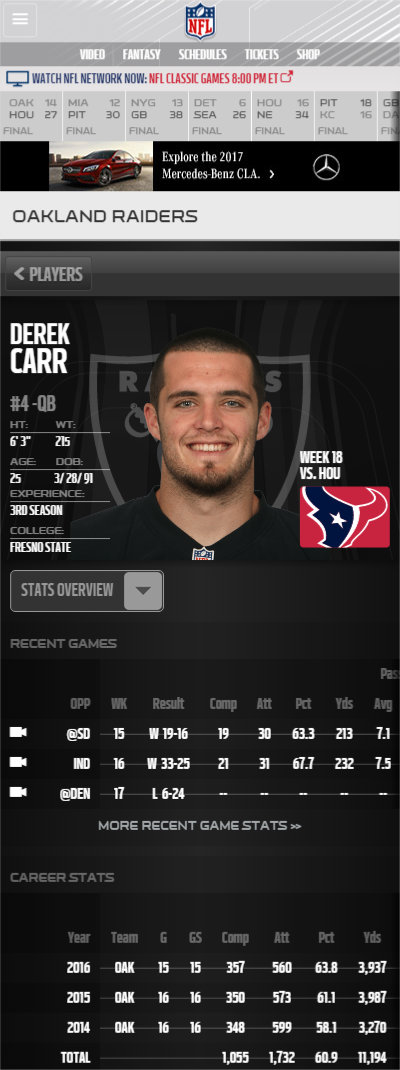 NFL
VIDEO FANTASY SCHEDULES TICKETS SHOP
WATCH NFL NETWORK NOW: NFL CLASSIC GAMES 8:00 PM ET
OAK 14 MIA 12 NYG 13 DET 6 HOU 16 PIT 18 GB
HOU 27 PIT 30 GB 38 SEA 26 NE 34 KC 16 DA
FINAL FINAL FINAL FINAL FINAL FINAL FINAL
Explore the 2017
Mercedes-Benz CLA. >
OAKLAND RAIDERS
< PLAYERS
DEREK
CARR
#4 -QB
HT: WT:
6' 3" 215
AGE: DOB:
25 3/ 28/ 91
EXPERIENCE:
3RD SEASON
COLLEGE:
FRESNO STATE
WEEK 18
VS. HOU
NFL
STATS OVERVIEW
RECENT GAMES
Pas
OPP WK Result Comp Att Pct Yds Avg
@SD 15 W 19-16 19 30 63.3 213 7.1
IND 16 W 33-25 21 31 67.7 232 7.5
@DEN 17 L 6-24 -- -- -- -- --
MORE RECENT GAME STATS >>
CAREER STATS
Year Team G GS Comp Att Pct Yds
2016 OAK 15 15 357 560 63.8 3,937
2015 OAK 16 16 350 573 61.1 3,987
2014 OAK 16 16 348 599 58.1 3,270
TOTAL 1,055 1,732 60.9 11,194